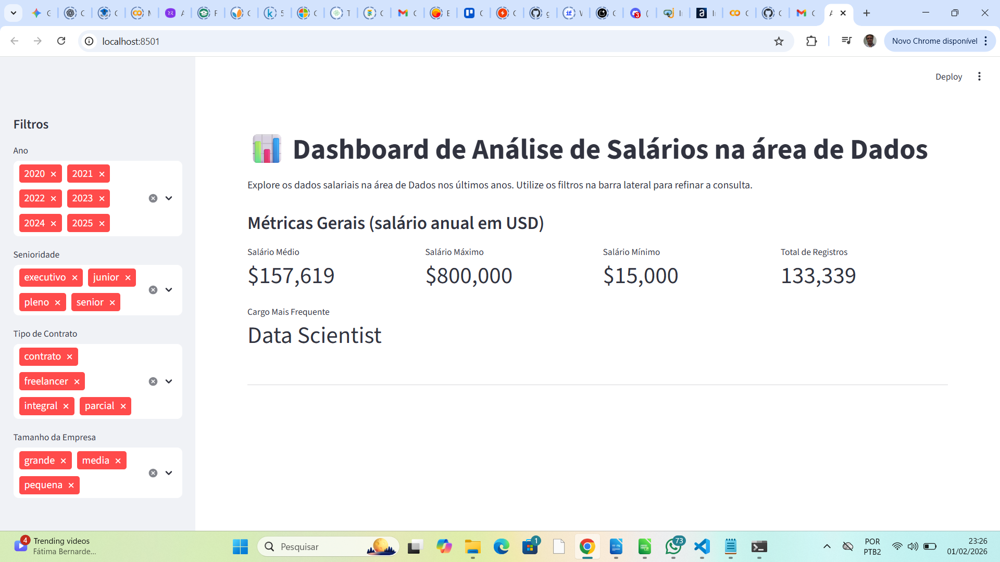 localhost:8501
Novo Chrome disponível
Deploy
Filtros
Ano
2020 2021
2022 2023
2024 2025
Senioridade
executivo junior
pleno senior
Tipo de Contrato
contrato
freelancer
integral parcial
Tamanho da Empresa
grande media
pequena
Dashboard de Análise de Salários na área de Dados
Explore os dados salariais na área de Dados nos últimos anos. Utilize os filtros na barra lateral para refinar a consulta.
Métricas Gerais (salário anual em USD)
Salário Médio Salário Máximo Salário Mínimo Total de Registros
$157,619 $800,000 $15,000 133,339
Cargo Mais Frequente
Data Scientist
4
Trending videos
Fátima Bernarde...
Pesquisar
1
73
POR
PTB2
23:26
01/02/2026